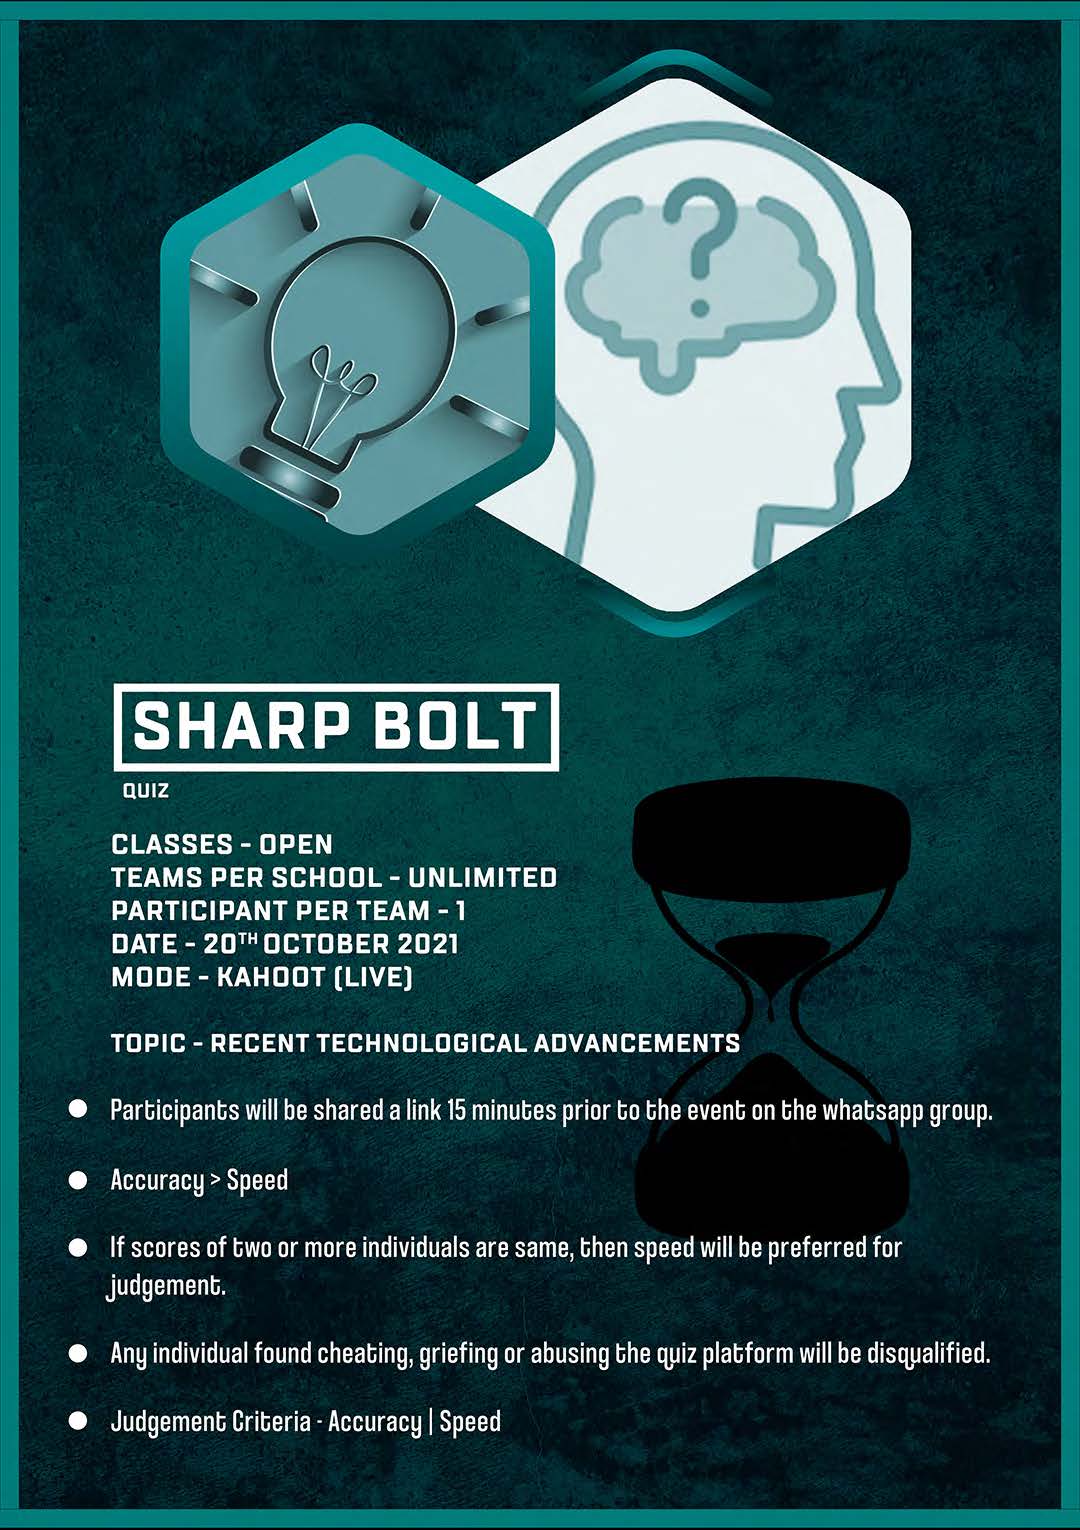 SHARP BOLT
QUIZ
CLASSES - OPEN
TEAMS PER SCHOOL - UNLIMITED
PARTICIPANT PER TEAM - 1
DATE - 20TH OCTOBER 2021
MODE - KAHOOT (LIVE)
TOPIC - RECENT TECHNOLOGICAL ADVANCEMENTS
● Participants will be shared a link 15 minutes prior to the event on the whatsapp group.
● Accuracy > Speed
● If scores of two or more individuals are same, then speed will be preferred for
judgement.
● Any individual found cheating, griefing or abusing the quiz platform will be disqualified.
● Judgement Criteria - Accuracy | Speed